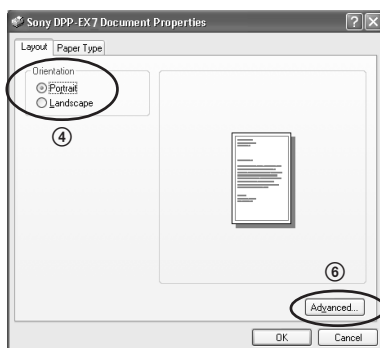 Sony DPP-EX7 Document Properties
Layout Paper Type
Orientation
Portrait
Landscape
④
⑥
Advanced...
OK Cancel